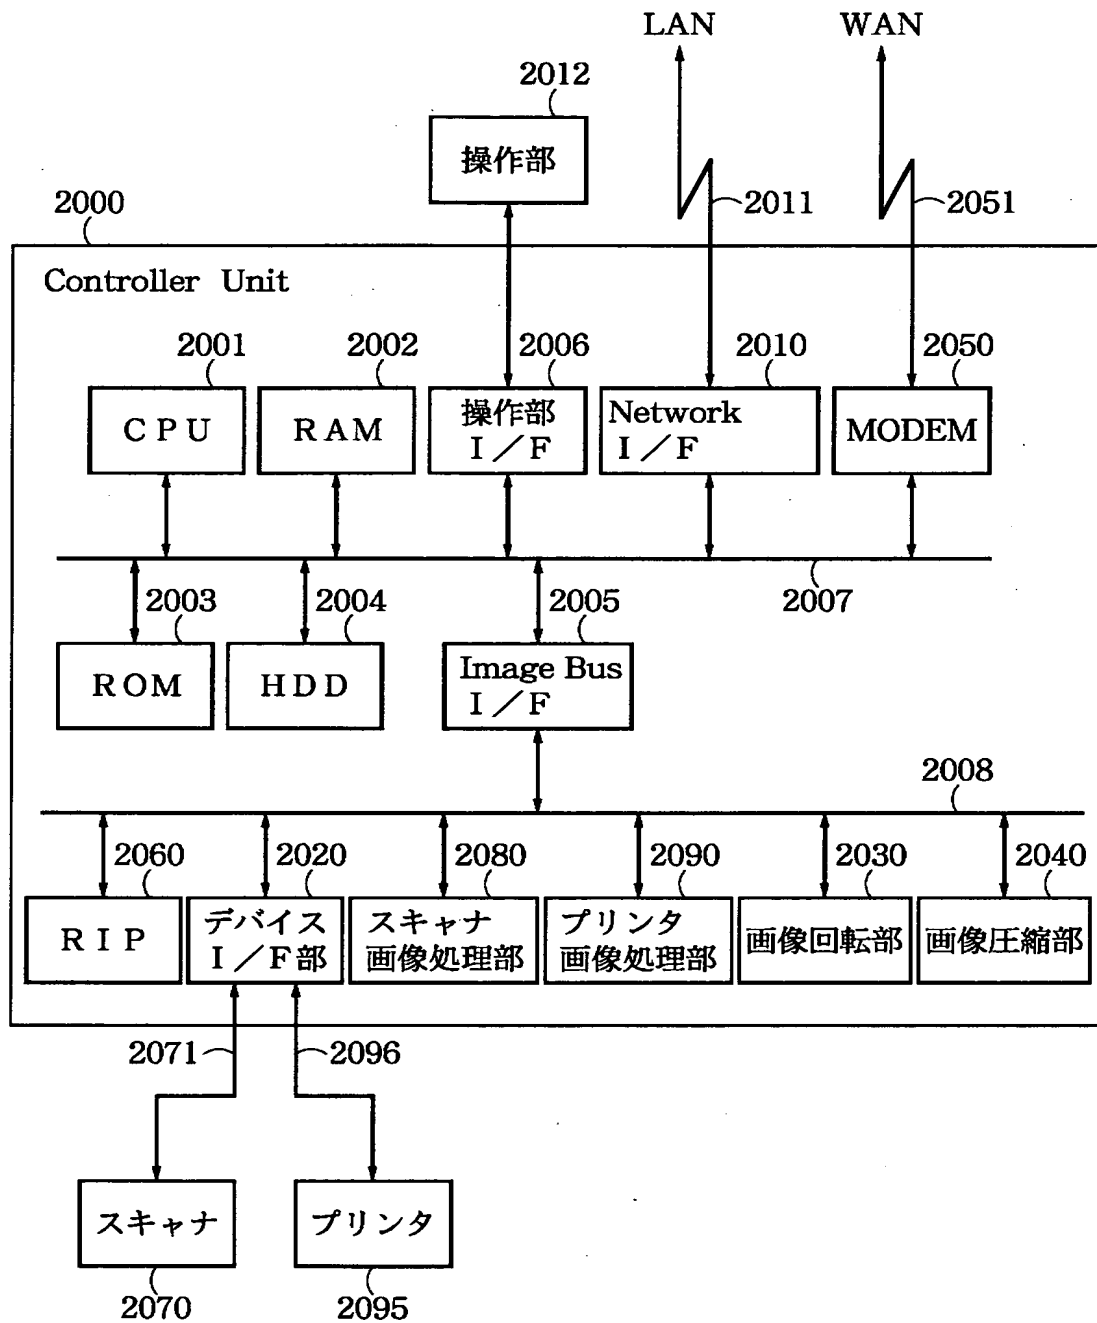 LAN
WAN
2012
操作部
2000
2011
2051
Controller Unit
2001
2002
2006
2010
2050
CPU
RAM
操作部
I/F
Network
I/F
MODEM
2003
2004
2005
2007
ROM
HDD
Image Bus
I/F
2008
2060
2020
2080
2090
2030
2040
RIP
デバイス
I/F部
スキャナ
画像処理部
プリンタ
画像処理部
画像回転部
画像圧縮部
2071
2096
スキャナ
プリンタ
2070
2095